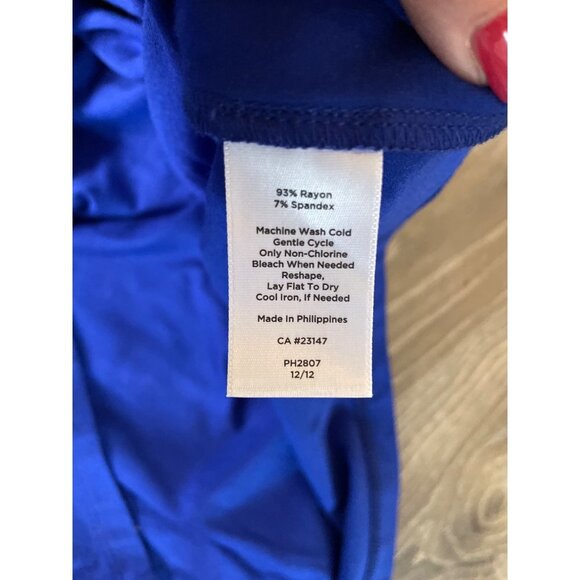 93% Rayon
7% Spandex
Machine Wash Cold
Gentle Cycle
Only Non-Chlorine
Bleach When Needed
Reshape,
Lay Flat To Dry
Cool Iron, If Needed
Made In Philippines
CA #23147
PH2807
12/12